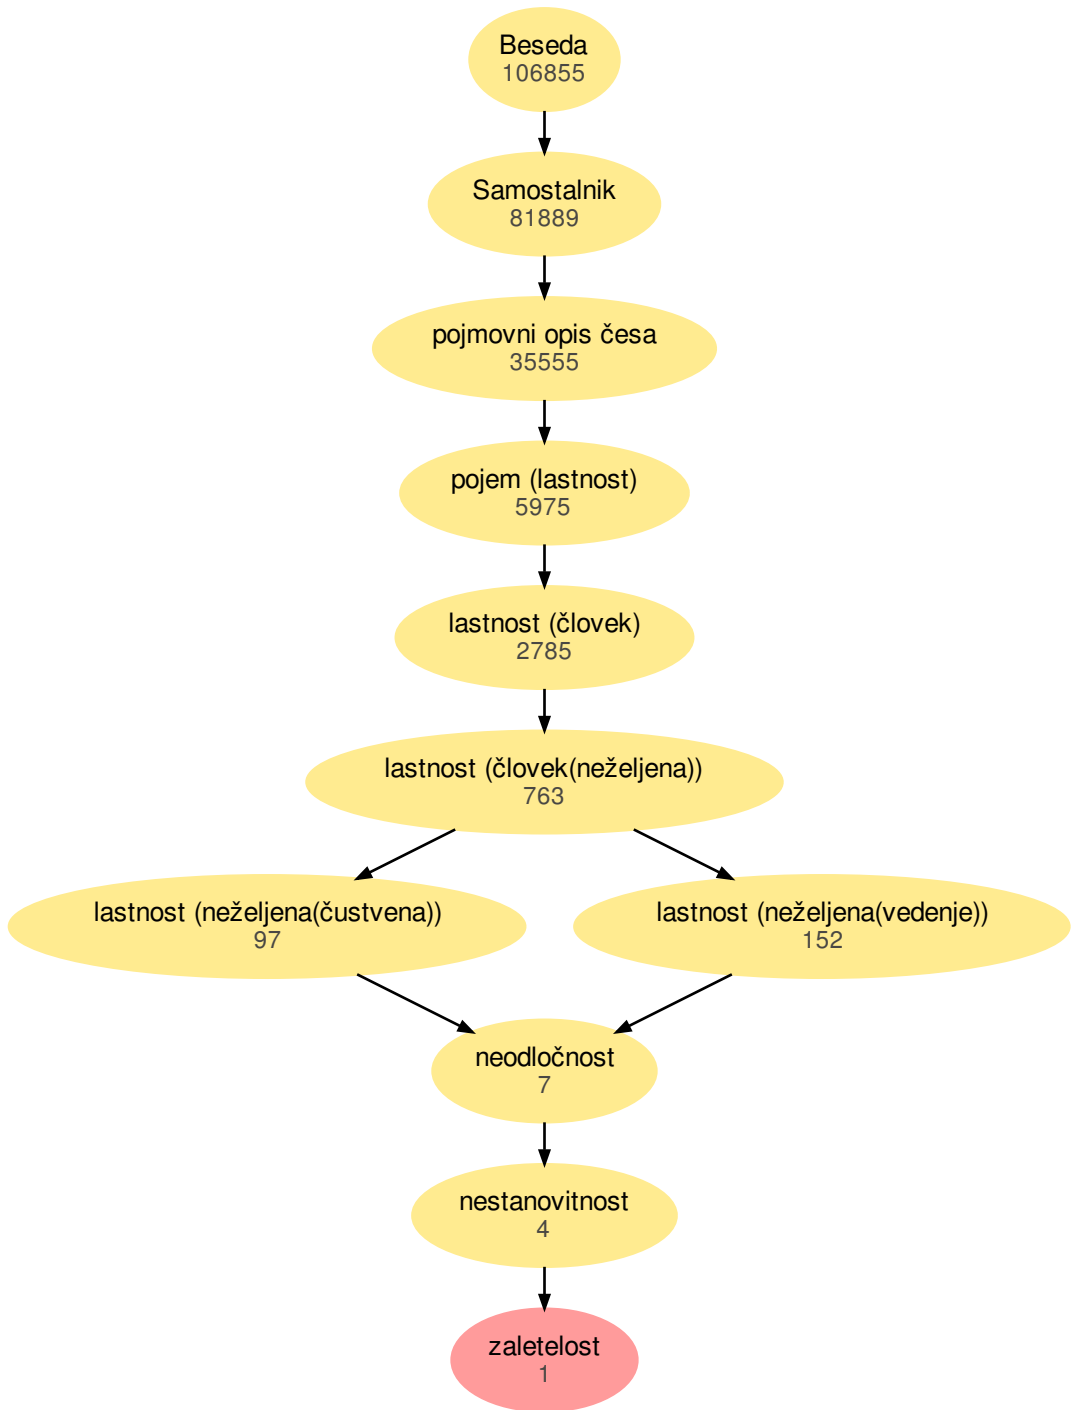 Beseda
106855
Samostalnik
81889
pojmovni opis česa
35555
pojem (lastnost)
5975
lastnost (človek)
2785
lastnost (človek(neželjena))
763
lastnost (neželjena(čustvena))
97
lastnost (neželjena(vedenje))
152
neodločnost
7
nestanovitnost
4
zaletelost
1